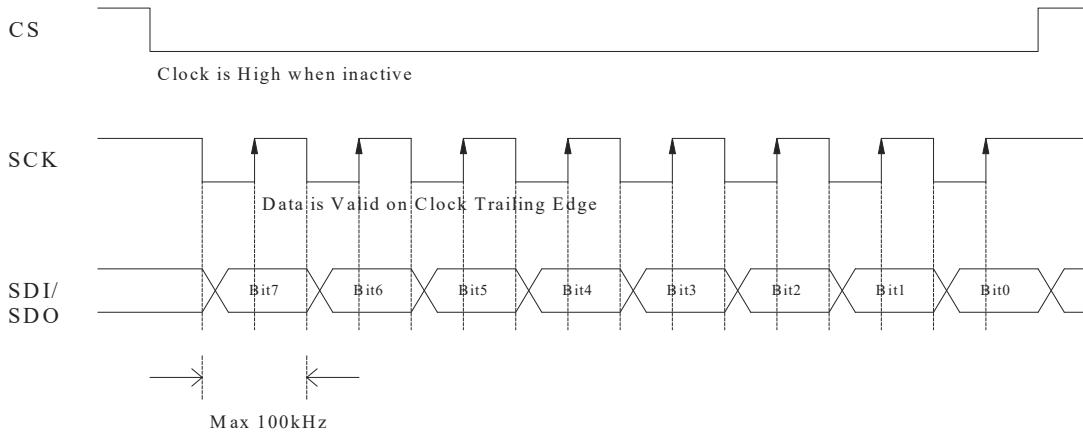 CS
Clock is High when inactive
SCK
Data is Valid on Clock Trailing Edge
SDI/
SDO
Bit7 Bit6 Bit5 Bit4 Bit3 Bit2 Bit1 Bit0
Max 100kHz